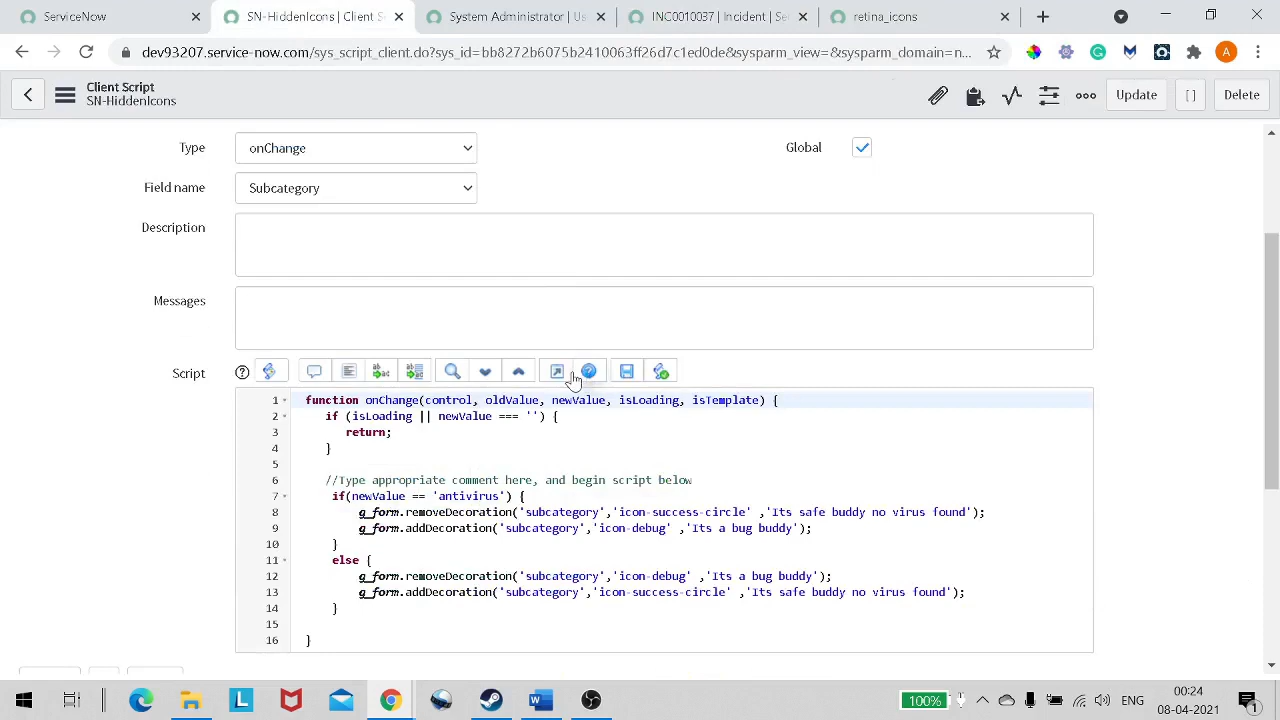 ServiceNow
SN-HiddenIcons | Client S
System Administrator | Us
INC0010097 | Incident | Serv
retina_icons
dev93207.service-now.com/sys_script_client.do?sys_id=bb8272b6075b2410063ff26d7c1ed0de&sysparm_view=&sysparm_domain=n...
A
Client Script
SN-HiddenIcons
Update
[ ]
Delete
Type
onChange
Global
Field name
Subcategory
Description
Messages
Script
1 function onChange(control, oldValue, newValue, isLoading, isTemplate) {
2 if (isLoading || newValue === '') {
3 return;
4 }
5
6 //Type appropriate comment here, and begin script below
7 if(newValue == 'antivirus') {
8 g_form.removeDecoration('subcategory','icon-success-circle' ,'Its safe buddy no virus found');
9 g_form.addDecoration('subcategory','icon-debug' ,'Its a bug buddy');
10 }
11 else {
12 g_form.removeDecoration('subcategory','icon-debug' ,'Its a bug buddy');
13 g_form.addDecoration('subcategory','icon-success-circle' ,'Its safe buddy no virus found');
14 }
15
16 }
L
100%
ENG
00:24
08-04-2021
1